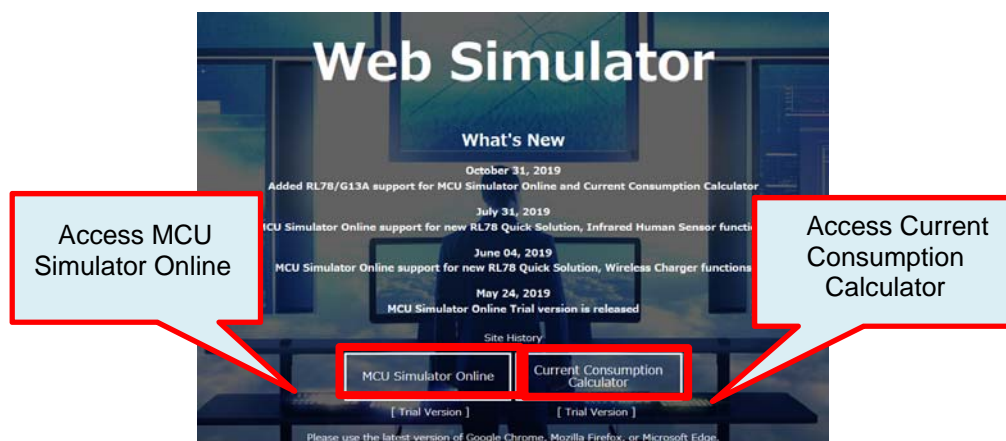 Web Simulator
What's New
October 31, 2019
Added RL78/G13A support for MCU Simulator Online and Current Consumption Calculator
July 31, 2019
MCU Simulator Online support for new RL78 Quick Solution, Infrared Human Sensor
June 04, 2019
MCU Simulator Online support for new RL78 Quick Solution, Wireless Charger functions
May 24, 2019
MCU Simulator Online Trial version is released
Access MCU
Simulator Online
Access Current
Consumption
Calculator
Site History
MCU Simulator Online
Current Consumption
Calculator
[ Trial Version ]
[ Trial Version ]
Please use the latest version of Google Chrome, Mozilla Firefox, or Microsoft Edge.